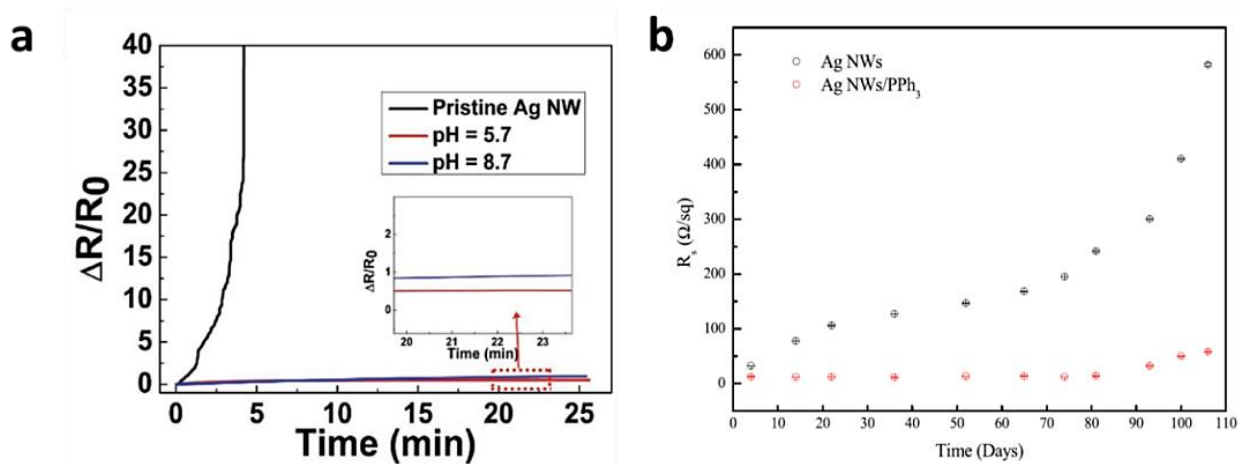 a
40
35
30
25
20
15
10
5
0
ΔR/R0
Pristine Ag NW
pH = 5.7
pH = 8.7
2
1
0
ΔR/R0
20 21 22 23
Time (min)
0 5 10 15 20 25
Time (min)
b
600
500
400
300
200
100
0
Rs (Ω/sq)
Ag NWs
Ag NWs/PPh3
0 10 20 30 40 50 60 70 80 90 100 110
Time (Days)